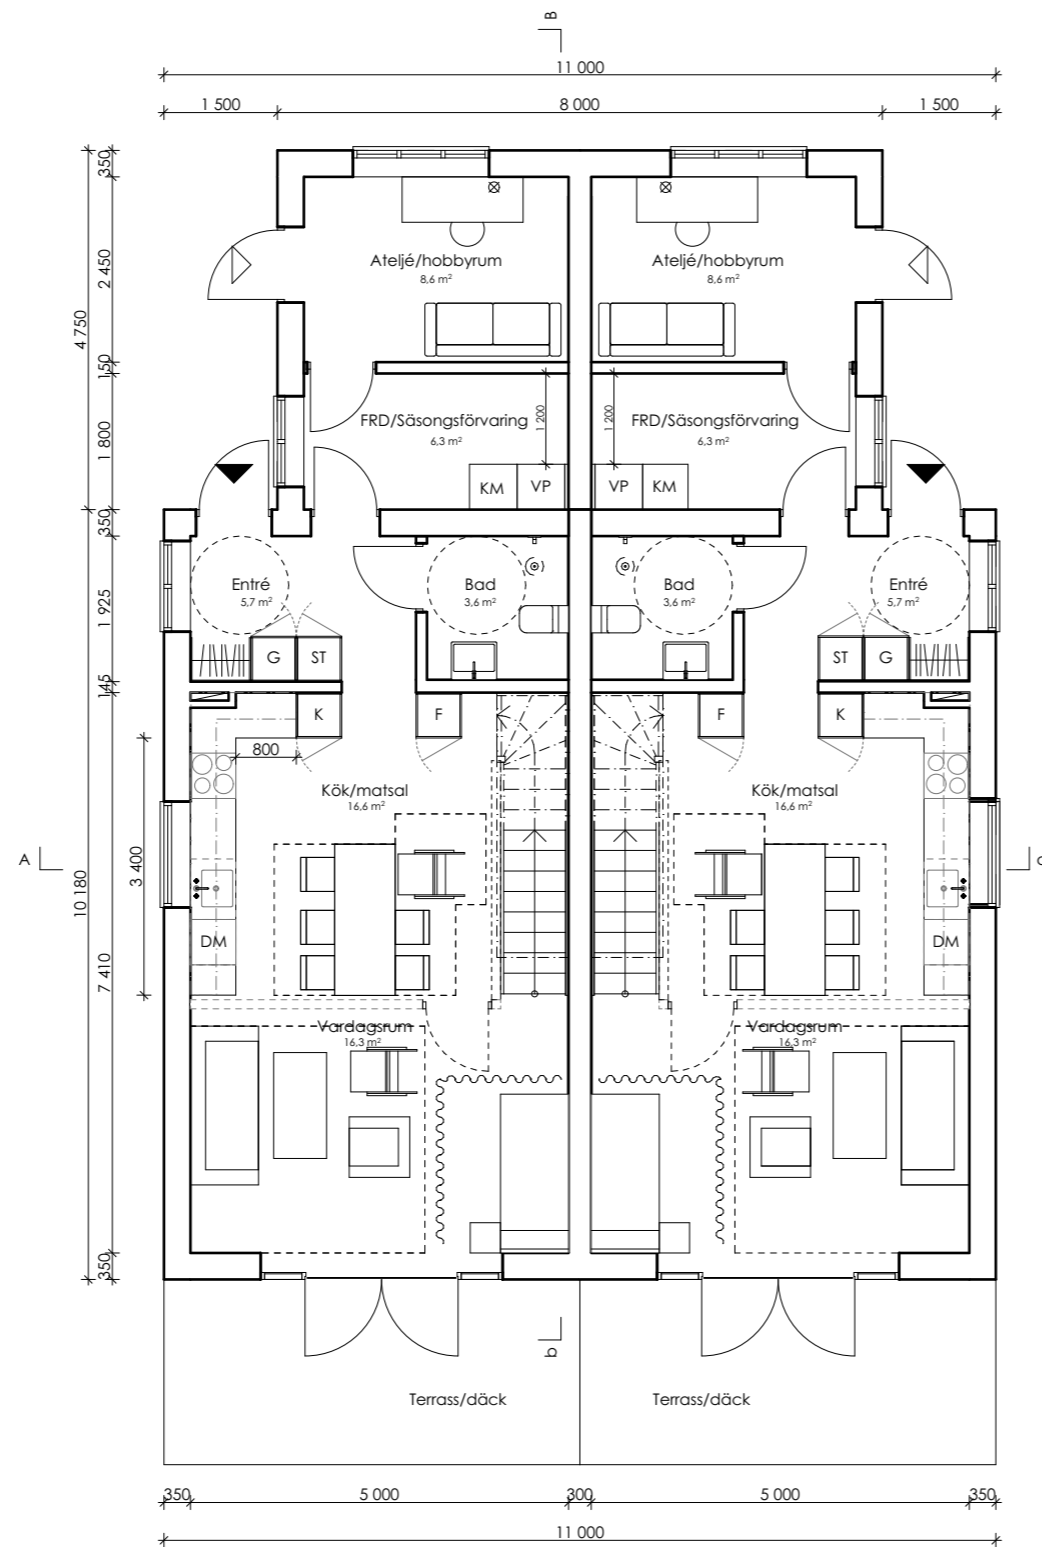 B
11 000
1 500 8 000 1 500
350
2 450
4 750
150
1 800
350
1 925
145
10 180
3 400
7 410
350
Ateljé/hobbyrum Ateljé/hobbyrum
8,6 m² 8,6 m²
FRD/Säsongsförvaring FRD/Säsongsförvaring
6,3 m² 6,3 m²
1 200 1 200
KM VP VP KM
Entré Bad Bad Entré
5,7 m² 3,6 m² 3,6 m² 5,7 m²
G ST ST G
K F F K
800
Kök/matsal Kök/matsal
16,6 m² 16,6 m²
A a
DM DM
Vardagsrum Vardagsrum
16,3 m² 16,3 m²
b
Terrass/däck Terrass/däck
350 5 000 300 5 000 350
11 000